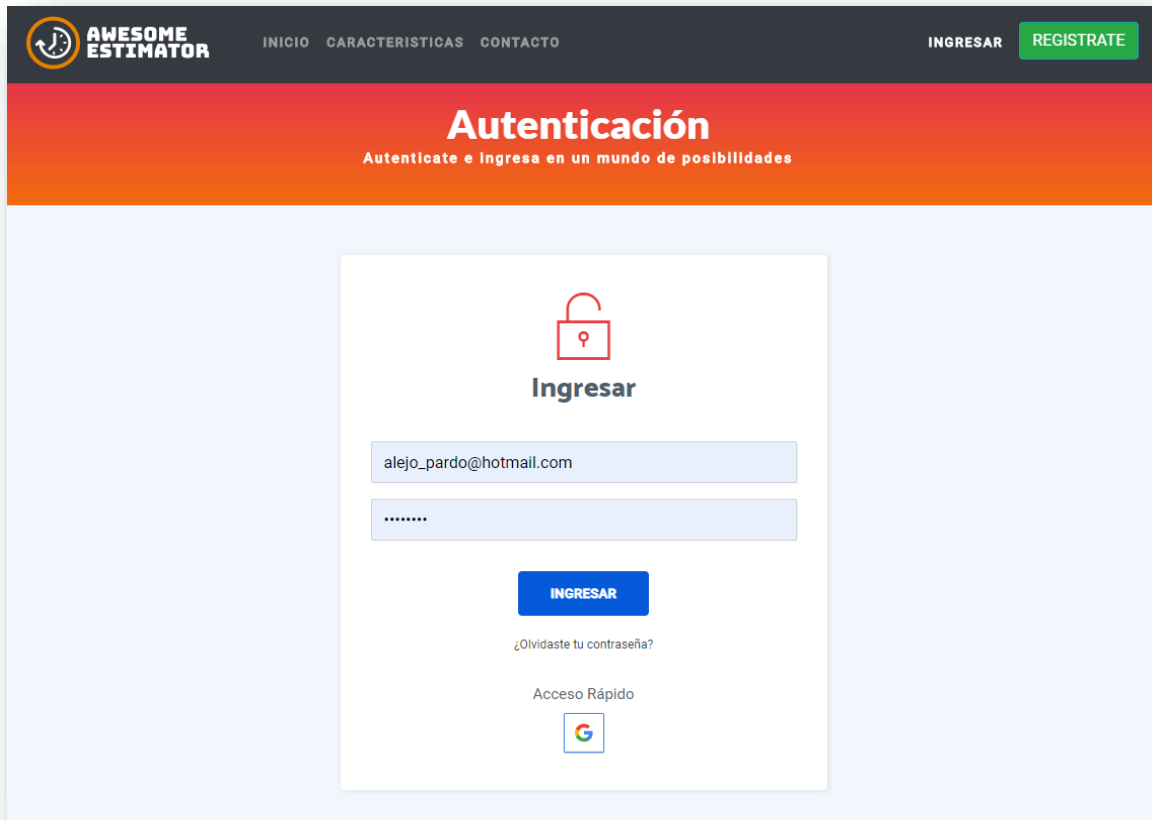 AWESOME
ESTIMATOR
INICIO CARACTERISTICAS CONTACTO
INGRESAR
REGISTRATE
Autenticación
Autenticate e ingresa en un mundo de posibilidades
Ingresar
alejo_pardo@hotmail.com
••••••••
INGRESAR
¿Olvidaste tu contraseña?
Acceso Rápido
G